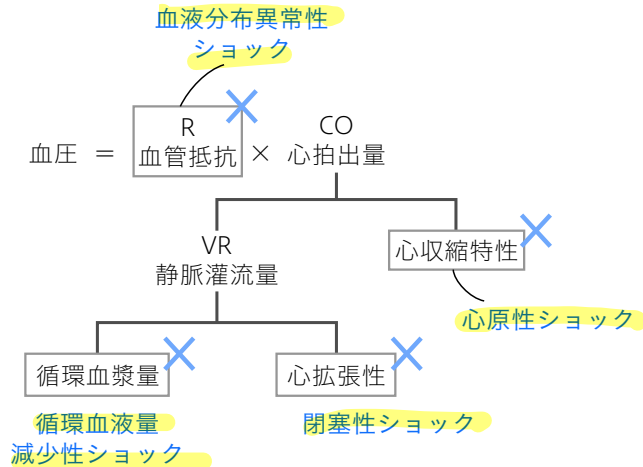 血液分布異常性
ショック
血圧 ＝ R 血管抵抗 × CO 心拍出量
VR
静脈灌流量
心収縮特性
心原性ショック
循環血漿量
心拡張性
循環血液量
減少性ショック
閉塞性ショック